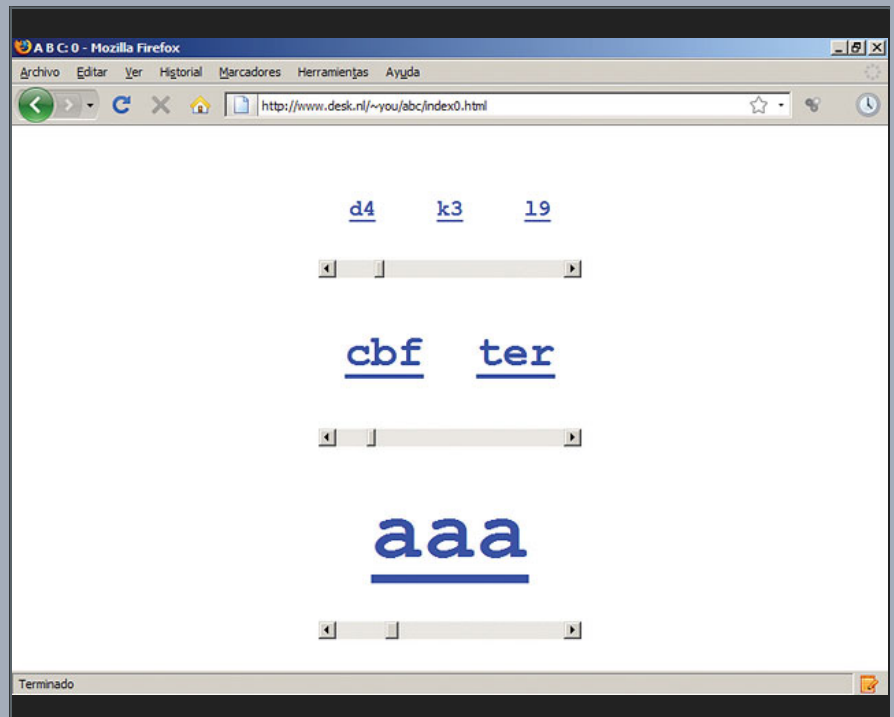 A B C: 0 - Mozilla Firefox
Archivo Editar Ver Historial Marcadores Herramientas Ayuda
http://www.desk.nl/~you/abc/index0.html
d4 k3 l9
cbf ter
aaa
Terminado